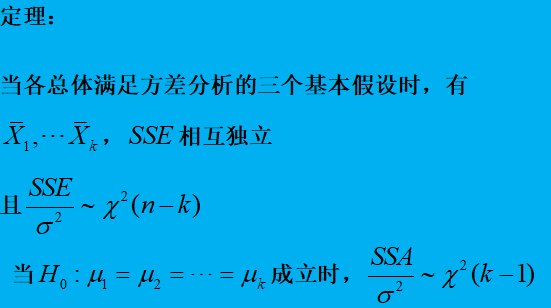 定理：
当各总体满足方差分析的三个基本假设时，有
X̄₁,⋯X̄ₖ，SSE 相互独立
且 SSE/σ² ~ χ²(n−k)
当 H₀：μ₁ = μ₂ = ⋯ = μₖ 成立时， SSA/σ² ~ χ²(k−1)